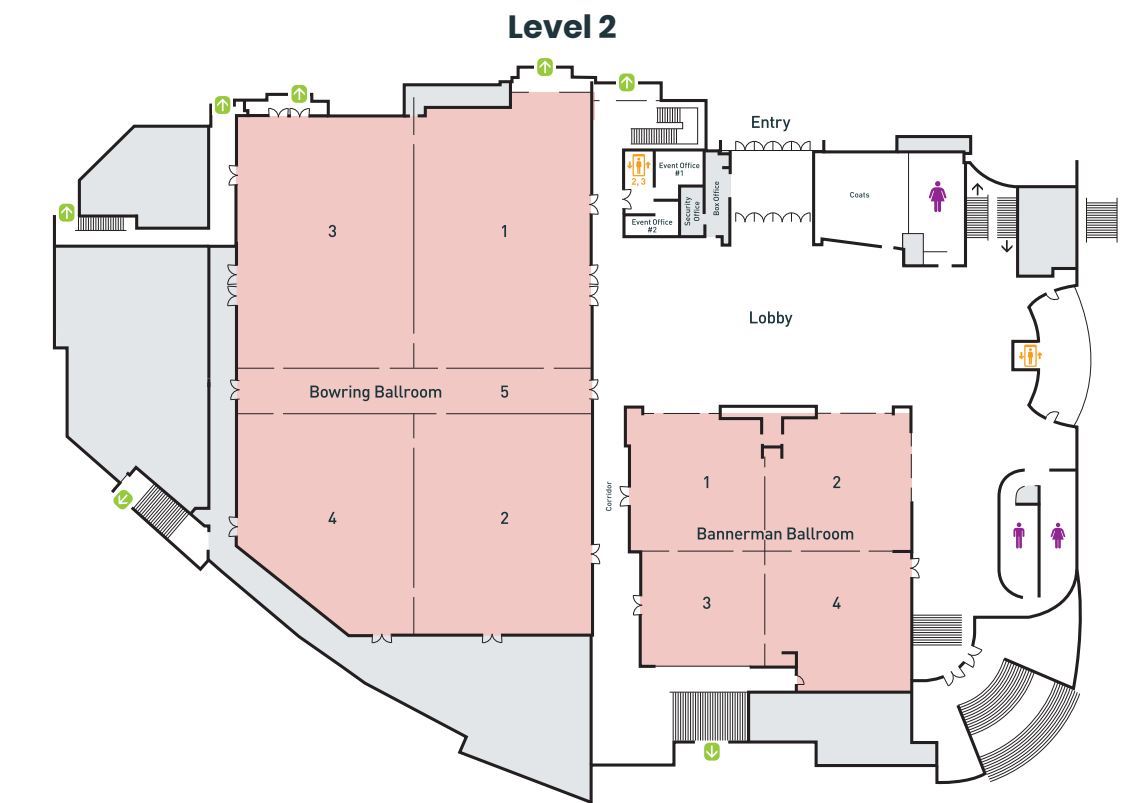 Level 2
Entry
2, 3
Event Office
#1
Security
Office
Box Office
Event Office
#2
Coats
3
1
Lobby
Bowring Ballroom
5
4
2
Corridor
1
2
Bannerman Ballroom
3
4